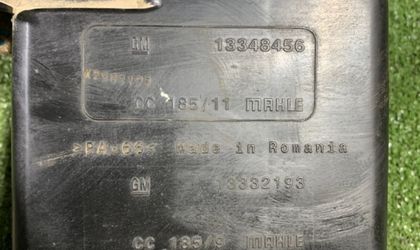 GM 13348456
CC 185/11 MAHLE
>PA-66< Made in Romania
GM 13332193
CC 185/9 MAHLE